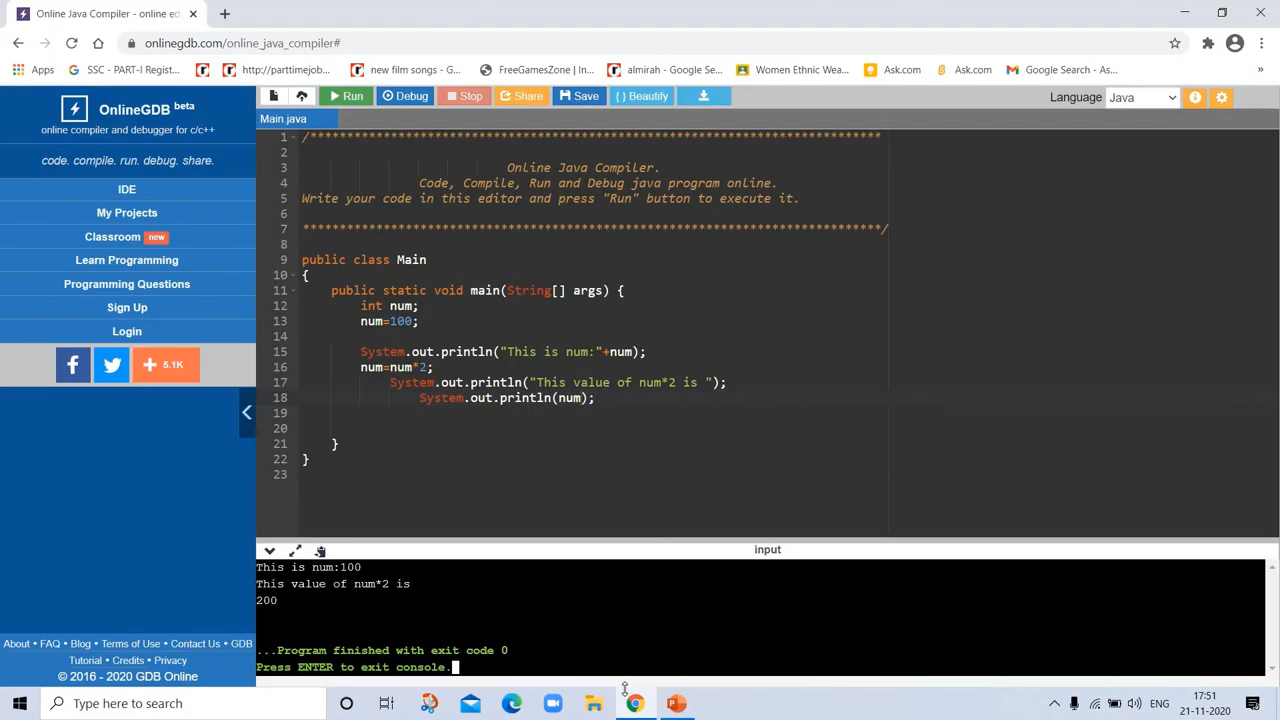 Online Java Compiler - online ed
onlinegdb.com/online_java_compiler#
Apps SSC - PART-I Regist... http://parttimejob... new film songs - G... FreeGamesZone | In... almirah - Google Se... Women Ethnic Wea... Ask.com Ask.com Google Search - As... »
OnlineGDB beta
online compiler and debugger for c/c++
code. compile. run. debug. share.
IDE
My Projects
Classroom new
Learn Programming
Programming Questions
Sign Up
Login
5.1K
About • FAQ • Blog • Terms of Use • Contact Us • GDB
Tutorial • Credits • Privacy
© 2016 - 2020 GDB Online
Run Debug Stop Share Save { } Beautify
Language Java
Main.java
1 /******************************************************************************
2
3 Online Java Compiler.
4 Code, Compile, Run and Debug java program online.
5 Write your code in this editor and press "Run" button to execute it.
6
7 *******************************************************************************/
8
9 public class Main
10 {
11 public static void main(String[] args) {
12 int num;
13 num=100;
14
15 System.out.println("This is num:"+num);
16 num=num*2;
17 System.out.println("This value of num*2 is ");
18 System.out.println(num);
19
20
21 }
22 }
23
input
This is num:100
This value of num*2 is
200
...Program finished with exit code 0
Press ENTER to exit console.
Type here to search
ENG
17:51
21-11-2020